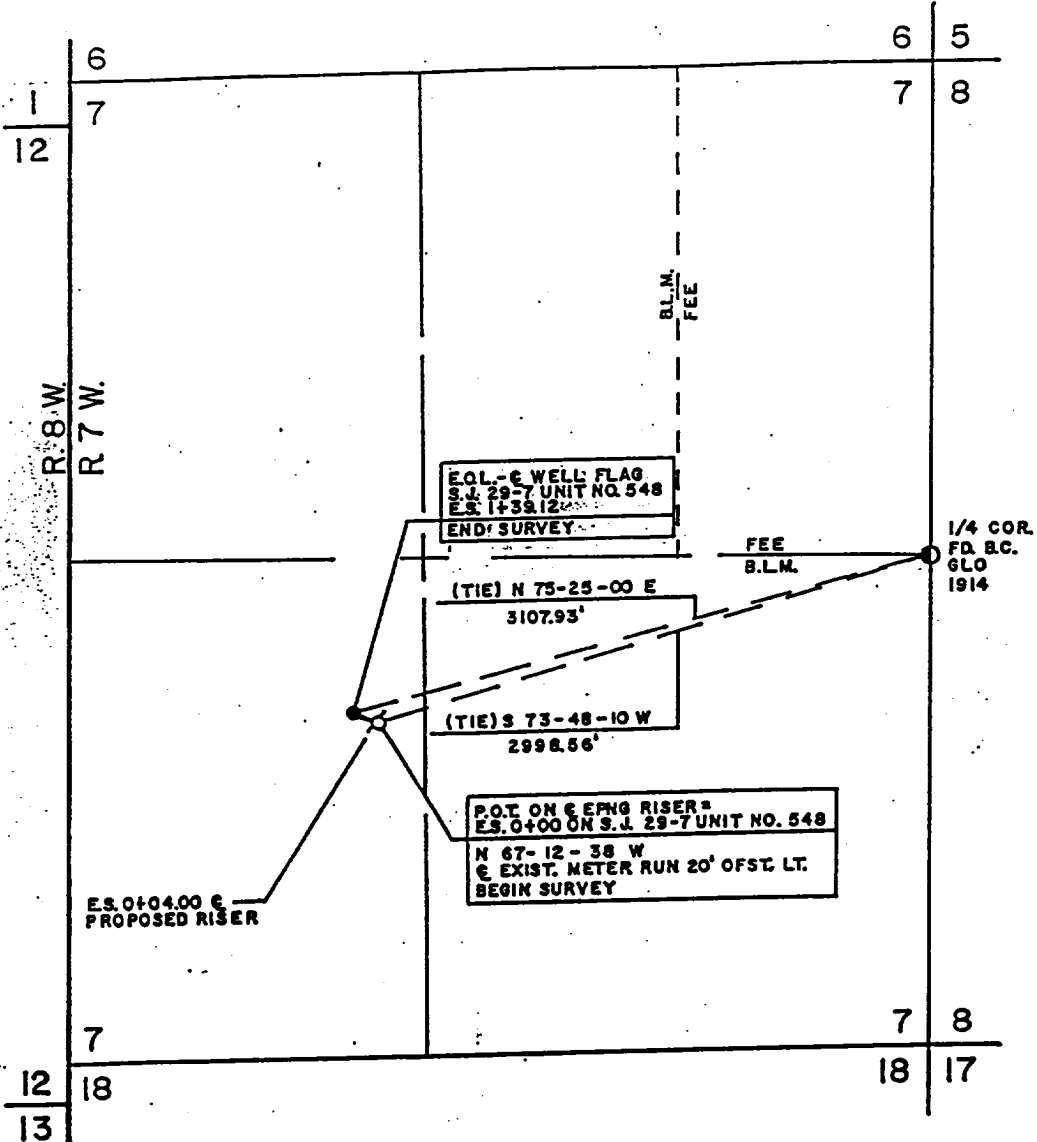 6
6 5
7
7 8
1
12
B.L.M.
FEE
R. 8 W.
R. 7 W.
E.O.L.-℄ WELL FLAG
S.J. 29-7 UNIT NO. 548
E.S. 1+39.12
END SURVEY
FEE
B.L.M.
1/4 COR.
FD. B.C.
GLO
1914
(TIE) N 75-25-00 E
3107.93'
(TIE) S 73-48-10 W
2998.56'
P.O.T. ON ℄ EPNG RISER=
E.S. 0+00 ON S.J. 29-7 UNIT NO. 548
N 67-12-38 W
℄ EXIST. METER RUN 20' OFST. LT.
BEGIN SURVEY
E.S. 0+04.00 ℄
PROPOSED RISER
7
7 8
12
18
18 17
13